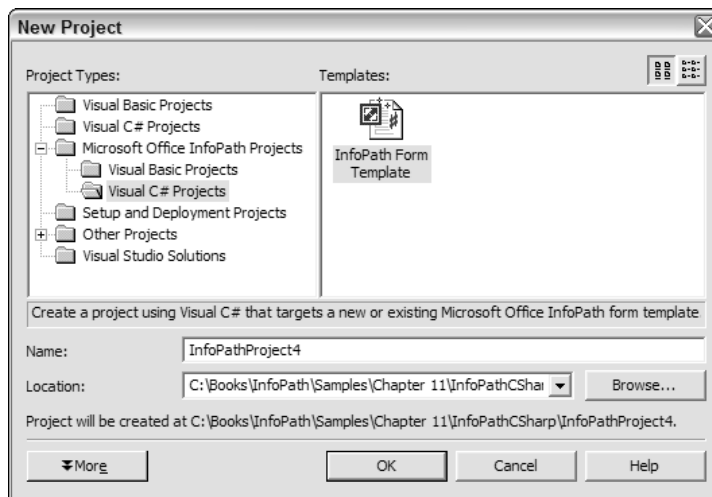 New Project
Project Types:
Templates:
Visual Basic Projects
Visual C# Projects
Microsoft Office InfoPath Projects
Visual Basic Projects
Visual C# Projects
Setup and Deployment Projects
Other Projects
Visual Studio Solutions
InfoPath Form
Template
Create a project using Visual C# that targets a new or existing Microsoft Office InfoPath form template
Name:
InfoPathProject4
Location:
C:\Books\InfoPath\Samples\Chapter 11\InfoPathCShar
Browse...
Project will be created at C:\Books\InfoPath\Samples\Chapter 11\InfoPathCSharp\InfoPathProject4.
More
OK
Cancel
Help